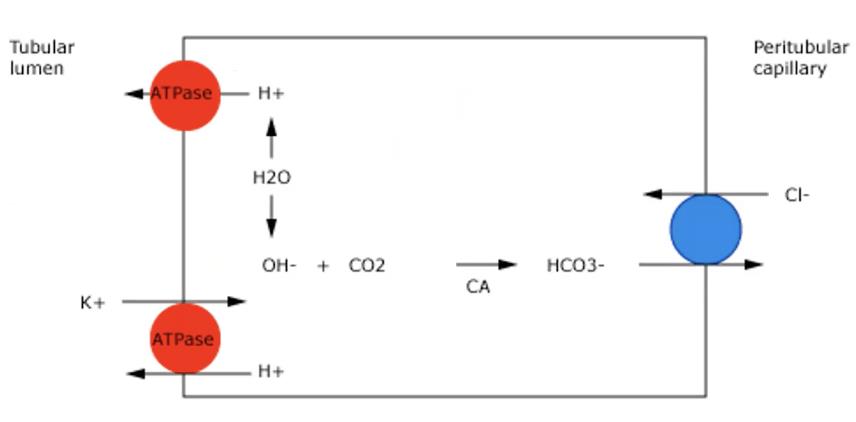 Tubular
lumen
Peritubular
capillary
ATPase
H+
H2O
Cl-
OH- + CO2
CA
HCO3-
K+
ATPase
H+